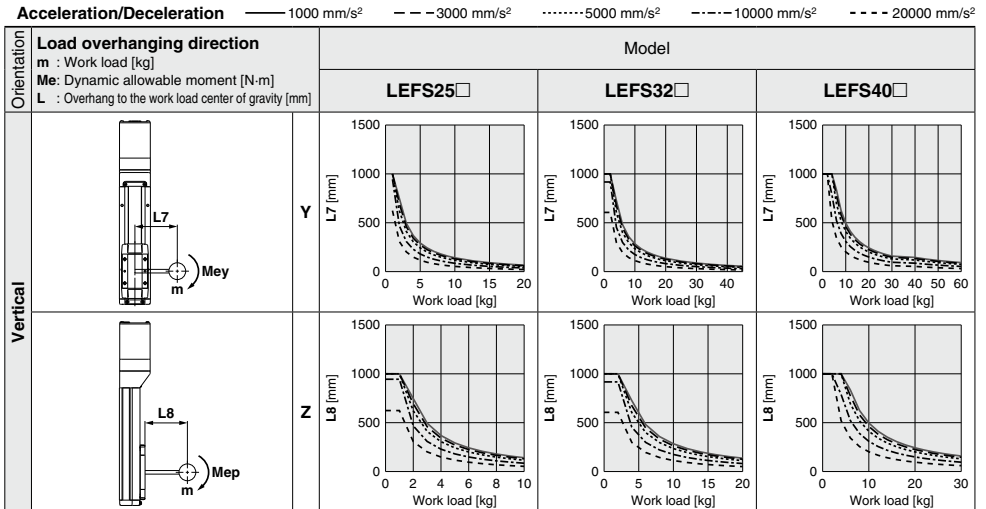 Acceleration/Deceleration 1000 mm/s² 3000 mm/s² 5000 mm/s² 10000 mm/s² 20000 mm/s²
Orientation
Load overhanging direction
m : Work load [kg]
Me: Dynamic allowable moment [N·m]
L : Overhang to the work load center of gravity [mm]
Model
LEFS25□ LEFS32□ LEFS40□
Vertical
L7
Mey
m
Y
L7 [mm]
1500
1000
500
0
0 5 10 15 20
Work load [kg]
L7 [mm]
1500
1000
500
0
0 10 20 30 40
Work load [kg]
L7 [mm]
1500
1000
500
0
0 10 20 30 40 50 60
Work load [kg]
L8
Mep
m
Z
L8 [mm]
1500
1000
500
0
0 2 4 6 8 10
Work load [kg]
L8 [mm]
1500
1000
500
0
0 5 10 15 20
Work load [kg]
L8 [mm]
1500
1000
500
0
0 10 20 30
Work load [kg]